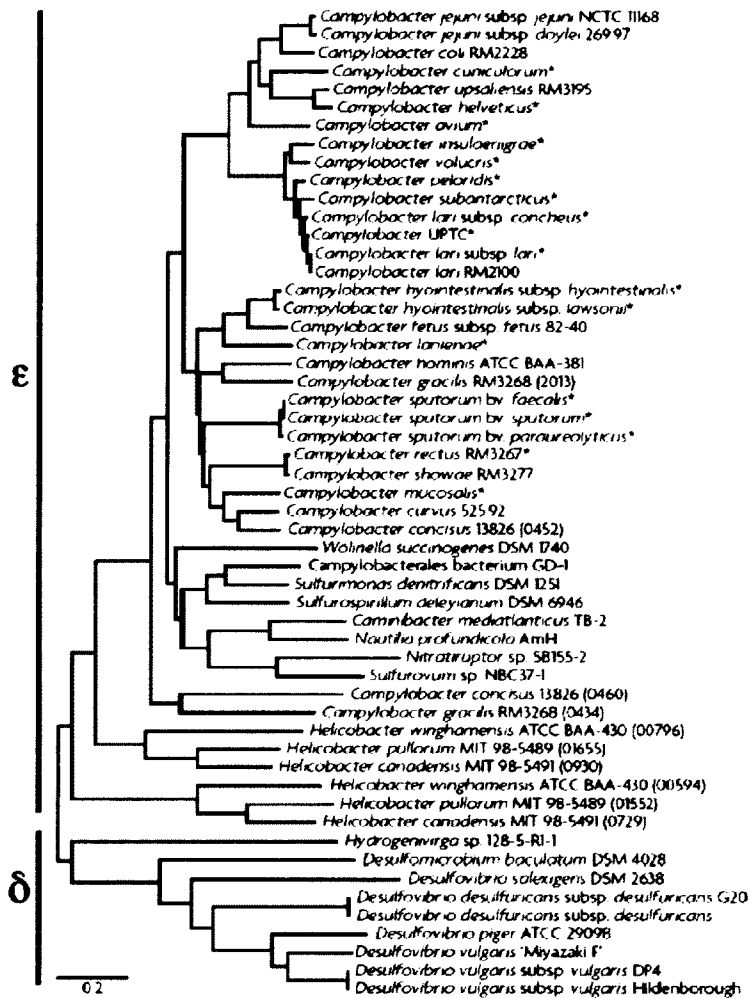 Campylobacter jejuni subsp. jejuni NCTC 11168
Campylobacter jejuni subsp. doylei 269.97
Campylobacter coli RM2228
Campylobacter cuniculorum*
Campylobacter upsaliensis RM3195
Campylobacter helveticus*
Campylobacter avium*
Campylobacter insulaenigrae*
Campylobacter volucris*
Campylobacter peloridis*
Campylobacter subantarcticus*
Campylobacter lari subsp. concheus*
Campylobacter UPTC*
Campylobacter lari subsp. lari*
Campylobacter lari RM2100
Campylobacter hyointestinalis subsp. hyointestinalis*
Campylobacter hyointestinalis subsp. lawsonii*
Campylobacter fetus subsp. fetus 82-40
Campylobacter lanienae*
Campylobacter hominis ATCC BAA-381
ε
Campylobacter gracilis RM3268 (2013)
Campylobacter sputorum bv. faecalis*
Campylobacter sputorum bv. sputorum*
Campylobacter sputorum bv. paraureolyticus*
Campylobacter rectus RM3267*
Campylobacter showae RM3277
Campylobacter mucosalis*
Campylobacter curvus 525.92
Campylobacter concisus 13826 (0452)
Wolinella succinogenes DSM 1740
Campylobacterales bacterium GD-1
Sulfurimonas denitrificans DSM 1251
Sulfurospirillum deleyianum DSM 6946
Caminibacter mediatlanticus TB-2
Nautilia profundicola AmH
Nitratiruptor sp. SB155-2
Sulfurovum sp. NBC37-1
Campylobacter concisus 13826 (0460)
Campylobacter gracilis RM3268 (0434)
Helicobacter winghamensis ATCC BAA-430 (00796)
Helicobacter pullorum MIT 98-5489 (01655)
Helicobacter canadensis MIT 98-5491 (0930)
Helicobacter winghamensis ATCC BAA-430 (00594)
Helicobacter pullorum MIT 98-5489 (01552)
Helicobacter canadensis MIT 98-5491 (0729)
Hydrogenivirga sp. 128-5-R1-1
Desulfomicrobium baculatum DSM 4028
δ
Desulfovibrio salexigens DSM 2638
Desulfovibrio desulfuricans subsp. desulfuricans G20
Desulfovibrio desulfuricans subsp. desulfuricans
Desulfovibrio piger ATCC 29098
Desulfovibrio vulgaris 'Miyazaki F'
Desulfovibrio vulgaris subsp. vulgaris DP4
Desulfovibrio vulgaris subsp. vulgaris Hildenborough
0.2